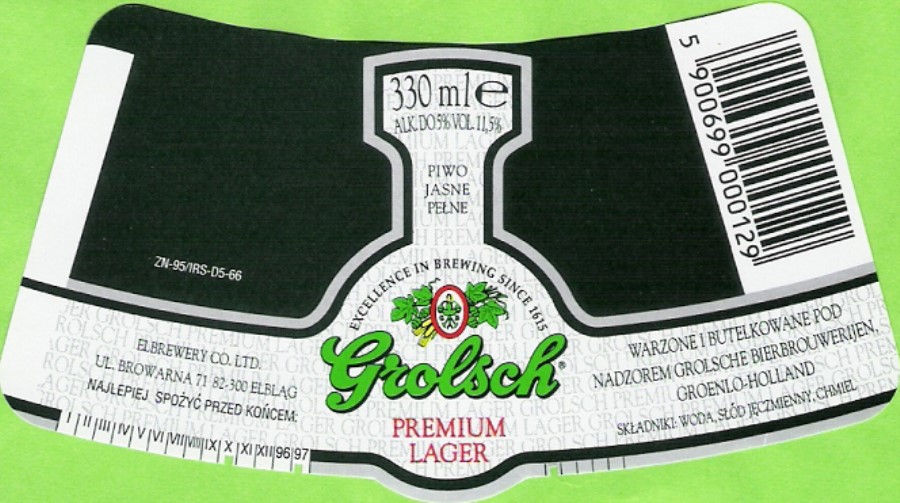 330 ml e
ALK. DO 5% VOL. 11,5%
PIWO
JASNE
PEŁNE
5 900699 000129
ZN-95/IRS-D5-66
EXCELLENCE IN BREWING SINCE 1615
Grolsch®
PREMIUM
LAGER
ELBREWERY CO. LTD.
UL. BROWARNA 71 82-300 ELBLĄG
NAJLEPIEJ SPOŻYĆ PRZED KOŃCEM:
I II III IV V VI VII VIII IX X XI XII 96 97
WARZONE I BUTELKOWANE POD
NADZOREM GROLSCHE BIERBROUWERIJEN,
GROENLO-HOLLAND
SKŁADNIKI: WODA, SŁÓD JĘCZMIENNY, CHMIEL